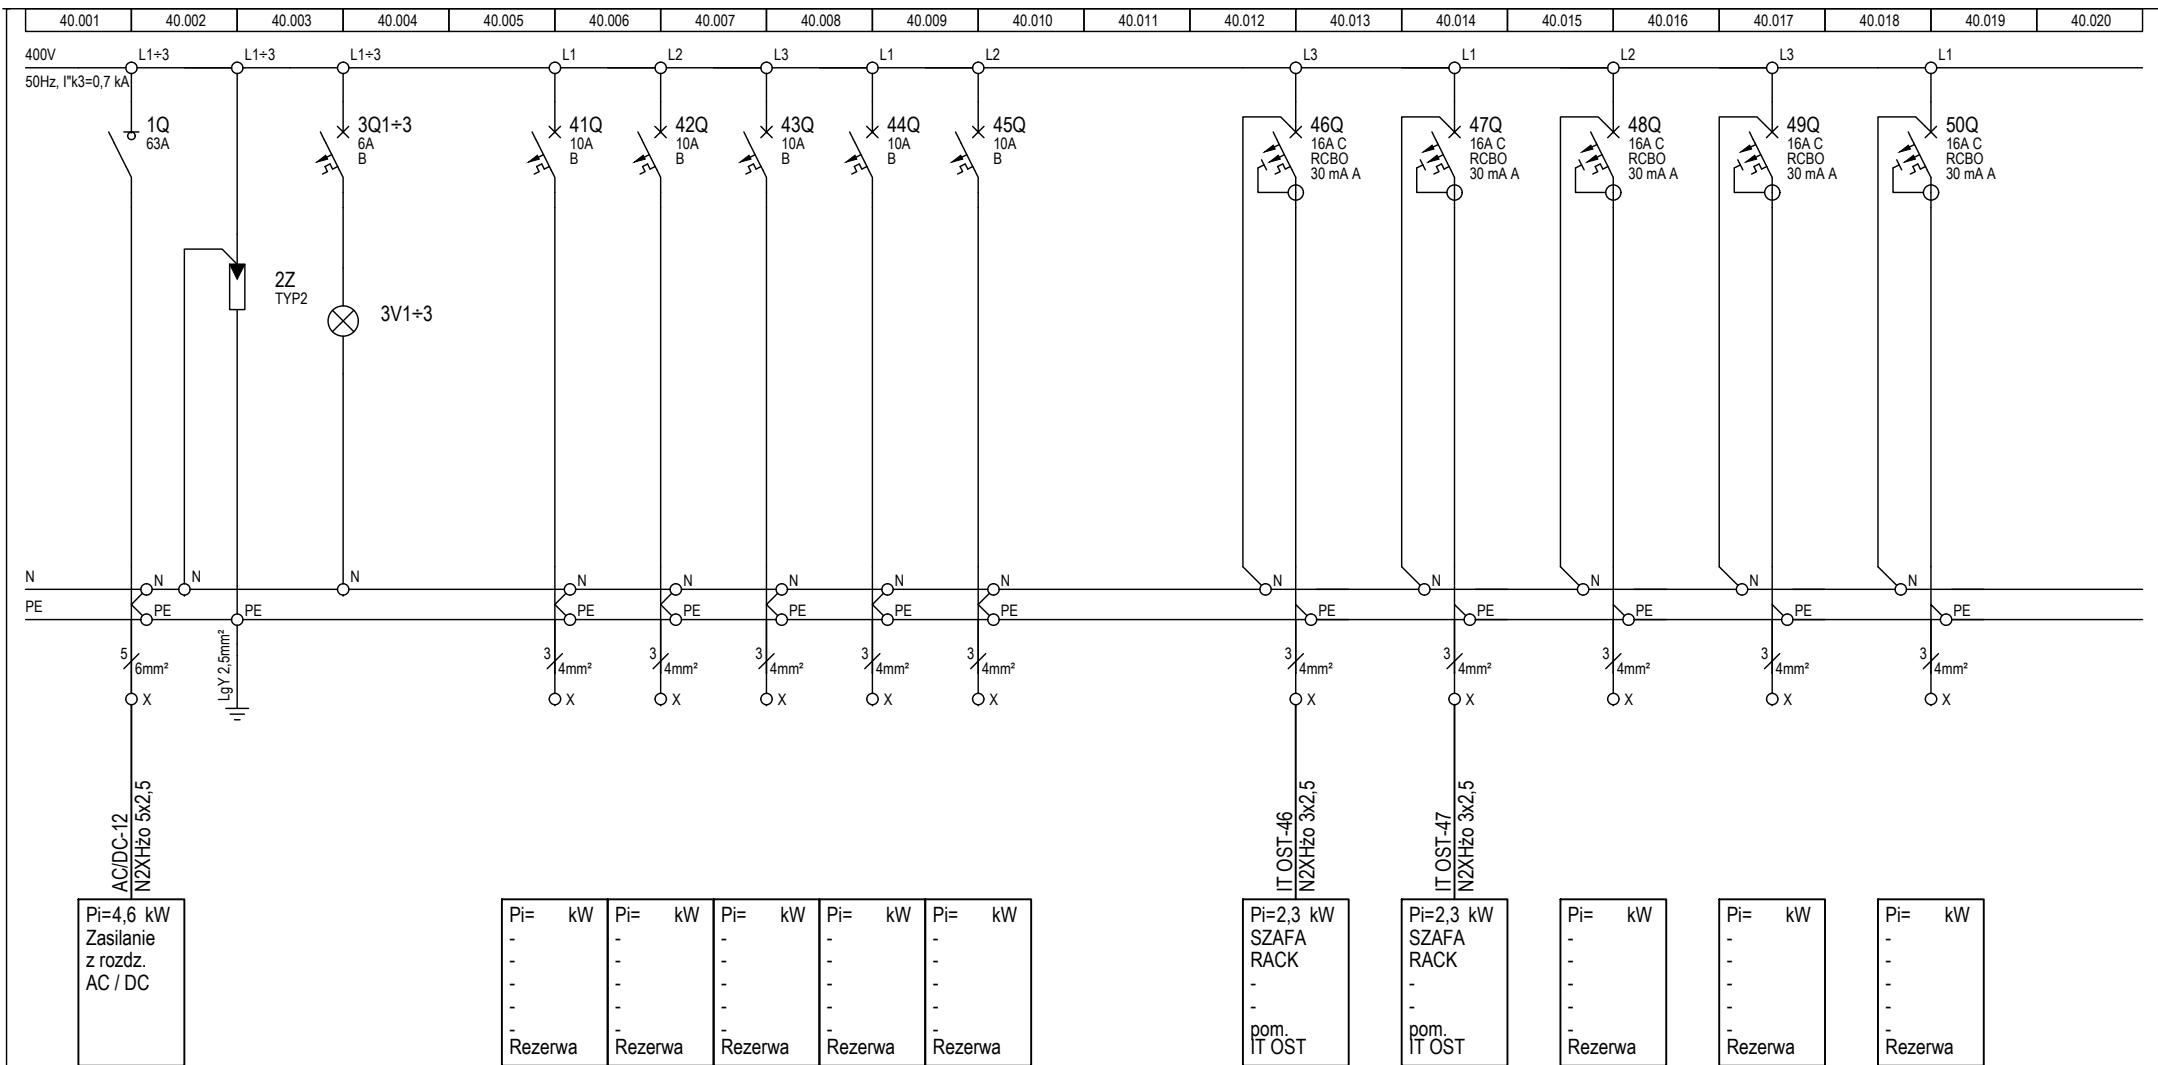 40.001 40.002 40.003 40.004 40.005 40.006 40.007 40.008 40.009 40.010 40.011 40.012 40.013 40.014 40.015 40.016 40.017 40.018 40.019 40.020
400V L1÷3 L1÷3 L1÷3 L1 L2 L3 L1 L2 L3 L1 L2 L3 L1
50Hz, I"k3=0,7 kA
1Q
63A
3Q1÷3
6A
B
41Q
10A
B
42Q
10A
B
43Q
10A
B
44Q
10A
B
45Q
10A
B
46Q
16A C
RCBO
30 mA A
47Q
16A C
RCBO
30 mA A
48Q
16A C
RCBO
30 mA A
49Q
16A C
RCBO
30 mA A
50Q
16A C
RCBO
30 mA A
2Z
TYP2
3V1÷3
N N N N N N N N N N N N N N
PE PE PE PE PE PE PE PE PE PE PE PE PE
5 6mm²
LgY 2,5mm²
3 4mm²
3 4mm²
3 4mm²
3 4mm²
3 4mm²
3 4mm²
3 4mm²
3 4mm²
3 4mm²
3 4mm²
X X X X X X X X X X X
AC/DC-12
N2XHżo 5x2,5
IT OST-46
N2XHżo 3x2,5
IT OST-47
N2XHżo 3x2,5
Pi=4,6 kW
Zasilanie
z rozdz.
AC / DC
Pi= kW
-
-
-
-
-
Rezerwa
Pi= kW
-
-
-
-
-
Rezerwa
Pi= kW
-
-
-
-
-
Rezerwa
Pi= kW
-
-
-
-
-
Rezerwa
Pi= kW
-
-
-
-
-
Rezerwa
Pi=2,3 kW
SZAFA
RACK
-
-
pom.
IT OST
Pi=2,3 kW
SZAFA
RACK
-
-
pom.
IT OST
Pi= kW
-
-
-
-
-
Rezerwa
Pi= kW
-
-
-
-
-
Rezerwa
Pi= kW
-
-
-
-
-
Rezerwa